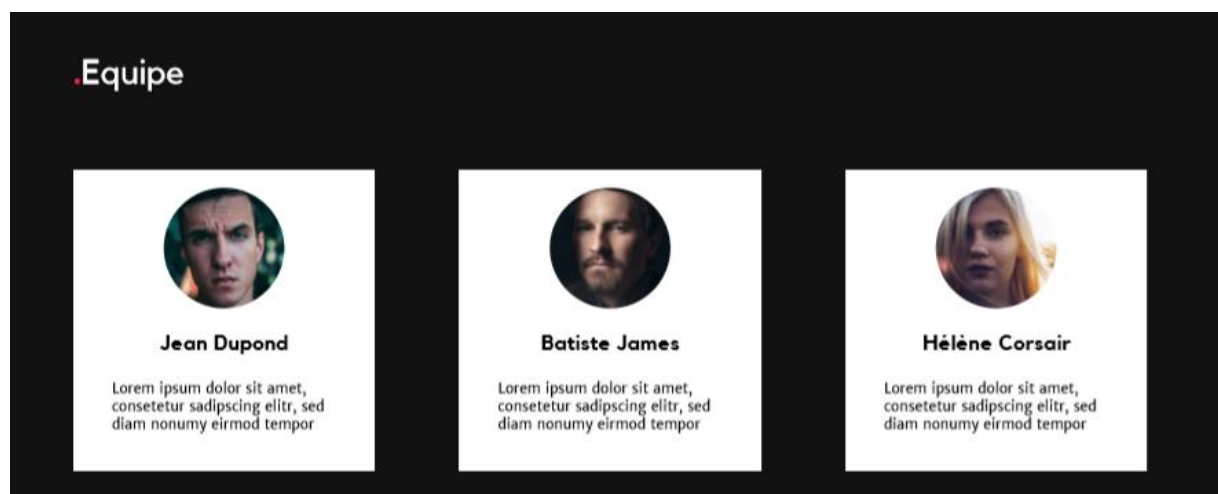 .Equipe
Jean Dupond
Lorem ipsum dolor sit amet,
consetetur sadipscing elitr, sed
diam nonumy eirmod tempor
Batiste James
Lorem ipsum dolor sit amet,
consetetur sadipscing elitr, sed
diam nonumy eirmod tempor
Hélène Corsair
Lorem ipsum dolor sit amet,
consetetur sadipscing elitr, sed
diam nonumy eirmod tempor